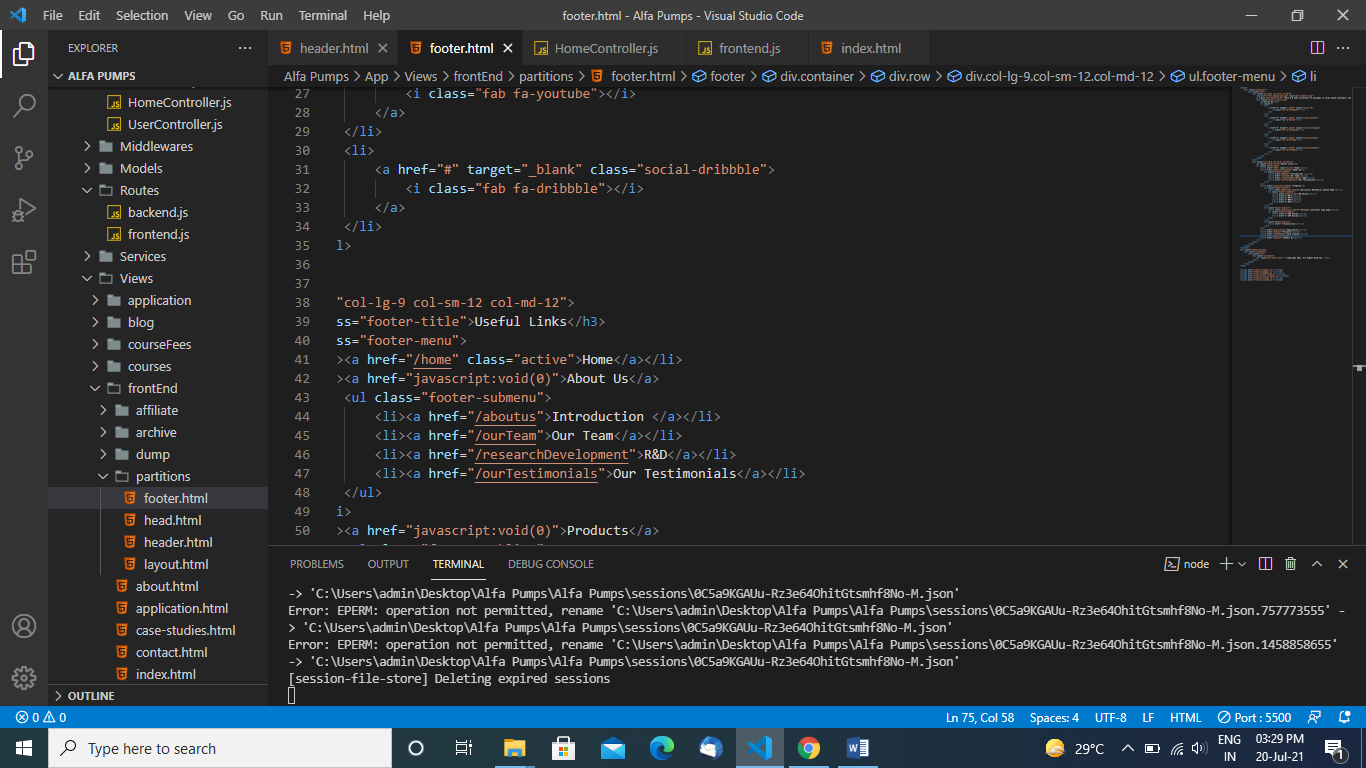 File Edit Selection View Go Run Terminal Help
footer.html - Alfa Pumps - Visual Studio Code
EXPLORER
ALFA PUMPS
HomeController.js
UserController.js
Middlewares
Models
Routes
backend.js
frontend.js
Services
Views
application
blog
courseFees
courses
frontEnd
affiliate
archive
dump
partitions
footer.html
head.html
header.html
layout.html
about.html
application.html
case-studies.html
contact.html
index.html
OUTLINE
header.html footer.html HomeController.js frontend.js index.html
Alfa Pumps > App > Views > frontEnd > partitions > footer.html > footer > div.container > div.row > div.col-lg-9.col-sm-12.col-md-12 > ul.footer-menu > li
27 <i class="fab fa-youtube"></i>
28 </a>
29 </li>
30 <li>
31 <a href="#" target="_blank" class="social-dribbble">
32 <i class="fab fa-dribbble"></i>
33 </a>
34 </li>
35 l>
36
37
38 "col-lg-9 col-sm-12 col-md-12">
39 ss="footer-title">Useful Links</h3>
40 ss="footer-menu">
41 ><a href="/home" class="active">Home</a></li>
42 ><a href="javascript:void(0)">About Us</a>
43 <ul class="footer-submenu">
44 <li><a href="/aboutus">Introduction </a></li>
45 <li><a href="/ourTeam">Our Team</a></li>
46 <li><a href="/researchDevelopment">R&D</a></li>
47 <li><a href="/ourTestimonials">Our Testimonials</a></li>
48 </ul>
49 i>
50 ><a href="javascript:void(0)">Products</a>
PROBLEMS OUTPUT TERMINAL DEBUG CONSOLE
node
-> 'C:\Users\admin\Desktop\Alfa Pumps\Alfa Pumps\sessions\0C5a9KGAUu-Rz3e64OhitGtsmhf8No-M.json'
Error: EPERM: operation not permitted, rename 'C:\Users\admin\Desktop\Alfa Pumps\Alfa Pumps\sessions\0C5a9KGAUu-Rz3e64OhitGtsmhf8No-M.json.757773555' -
> 'C:\Users\admin\Desktop\Alfa Pumps\Alfa Pumps\sessions\0C5a9KGAUu-Rz3e64OhitGtsmhf8No-M.json'
Error: EPERM: operation not permitted, rename 'C:\Users\admin\Desktop\Alfa Pumps\Alfa Pumps\sessions\0C5a9KGAUu-Rz3e64OhitGtsmhf8No-M.json.1458858655'
-> 'C:\Users\admin\Desktop\Alfa Pumps\Alfa Pumps\sessions\0C5a9KGAUu-Rz3e64OhitGtsmhf8No-M.json'
[session-file-store] Deleting expired sessions
0 0
Ln 75, Col 58 Spaces: 4 UTF-8 LF HTML Port : 5500
Type here to search
29°C
ENG
IN
03:29 PM
20-Jul-21
1